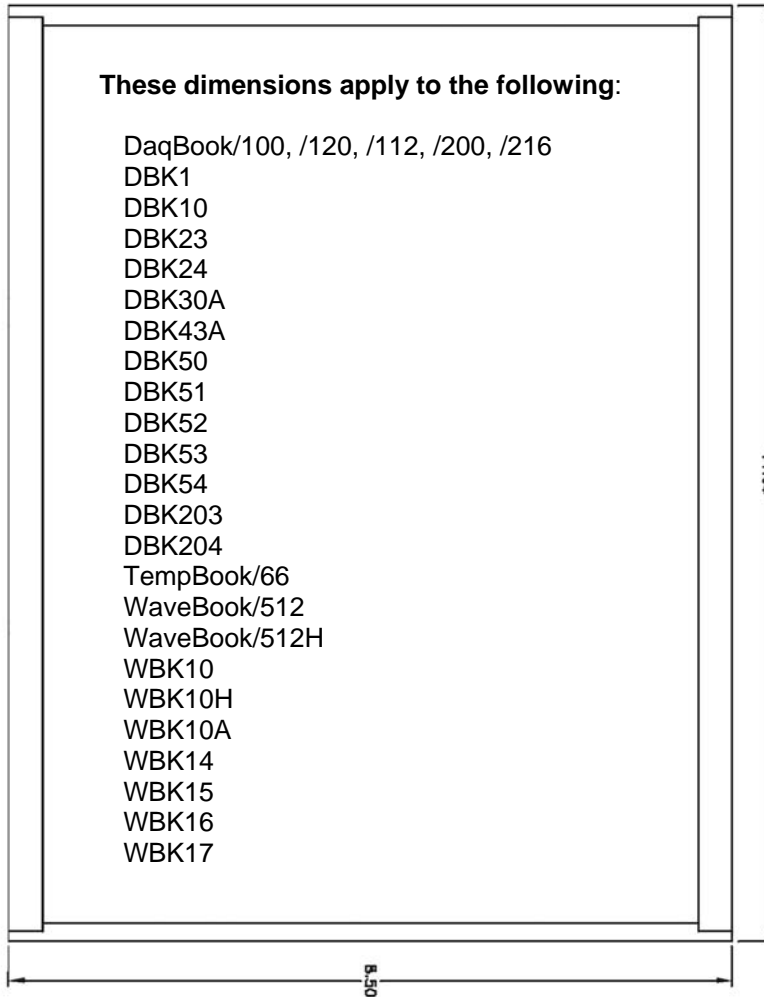 These dimensions apply to the following:
DaqBook/100, /120, /112, /200, /216
DBK1
DBK10
DBK23
DBK24
DBK30A
DBK43A
DBK50
DBK51
DBK52
DBK53
DBK54
DBK203
DBK204
TempBook/66
WaveBook/512
WaveBook/512H
WBK10
WBK10H
WBK10A
WBK14
WBK15
WBK16
WBK17
8.50